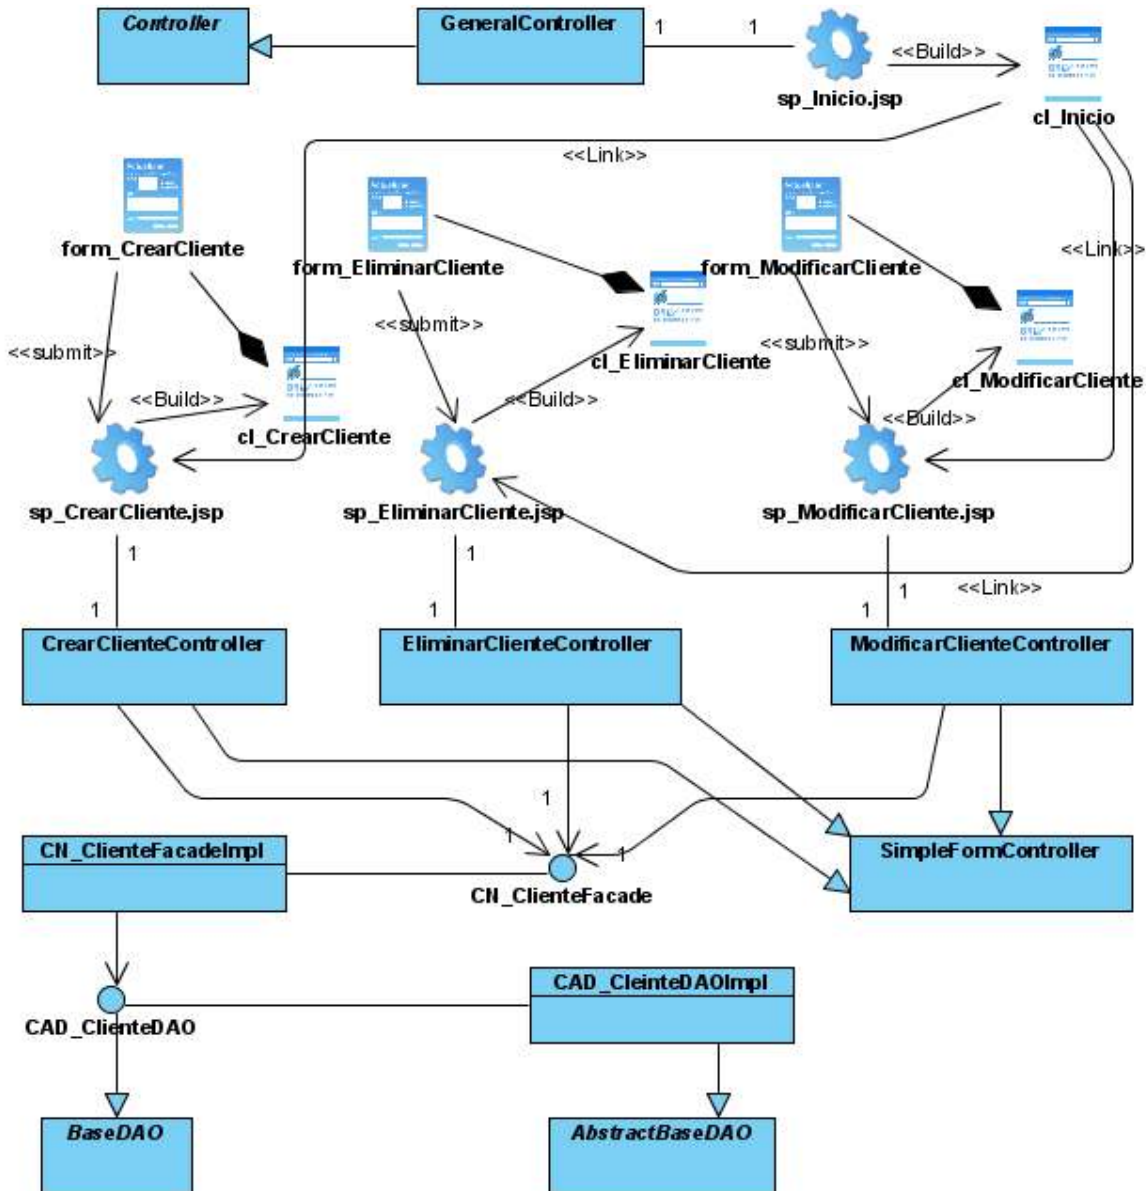 Controller
GeneralController
1
1
sp_Inicio.jsp
<<Build>>
cl_Inicio
<<Link>>
form_CrearCliente
form_EliminarCliente
form_ModificarCliente
<<Link>>
<<submit>>
<<submit>>
<<submit>>
cl_EliminarCliente
cl_ModificarCliente
<<Build>>
<<Build>>
<<Build>>
cl_CrearCliente
sp_CrearCliente.jsp
sp_EliminarCliente.jsp
sp_ModificarCliente.jsp
1
1
1
<<Link>>
1
1
1
CrearClienteController
EliminarClienteController
ModificarClienteController
1
1
1
CN_ClienteFacadeImpl
CN_ClienteFacade
SimpleFormController
CAD_CleinteDAOImpl
CAD_ClienteDAO
BaseDAO
AbstractBaseDAO